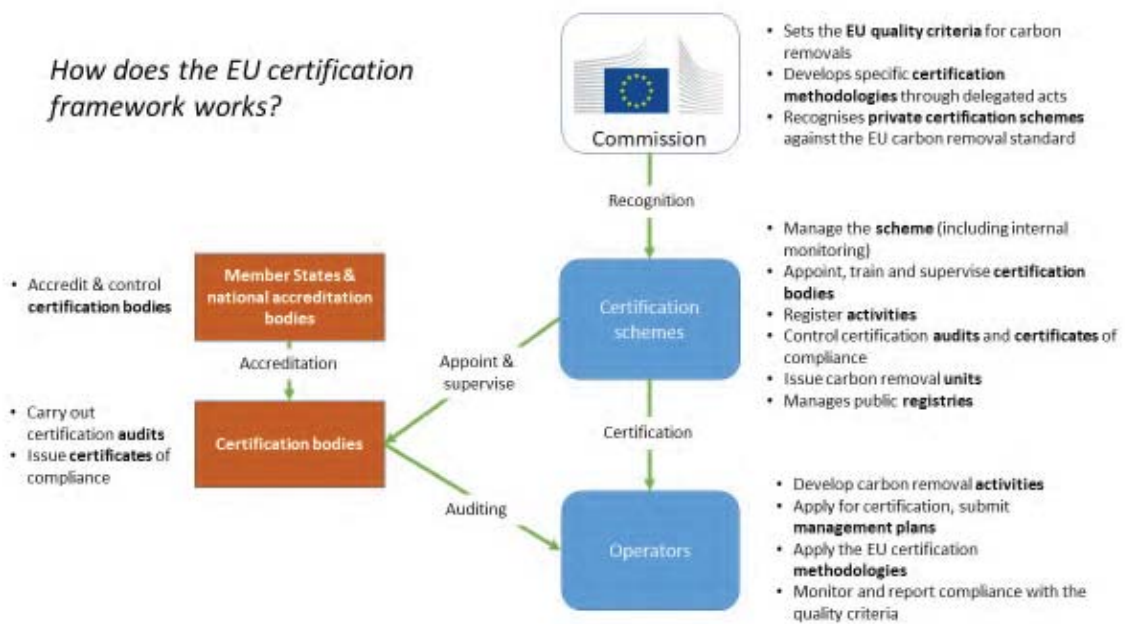 How does the EU certification
framework works?
Commission
• Sets the EU quality criteria for carbon
removals
• Develops specific certification
methodologies through delegated acts
• Recognises private certification schemes
against the EU carbon removal standard
Recognition
• Accredit & control
certification bodies
Member States &
national accreditation
bodies
Certification
schemes
• Manage the scheme (including internal
monitoring)
• Appoint, train and supervise certification
bodies
• Register activities
• Control certification audits and certificates of
compliance
• Issue carbon removal units
• Manages public registries
Accreditation
Appoint &
supervise
• Carry out
certification audits
• Issue certificates of
compliance
Certification bodies
Certification
Auditing
Operators
• Develop carbon removal activities
• Apply for certification, submit
management plans
• Apply the EU certification
methodologies
• Monitor and report compliance with the
quality criteria